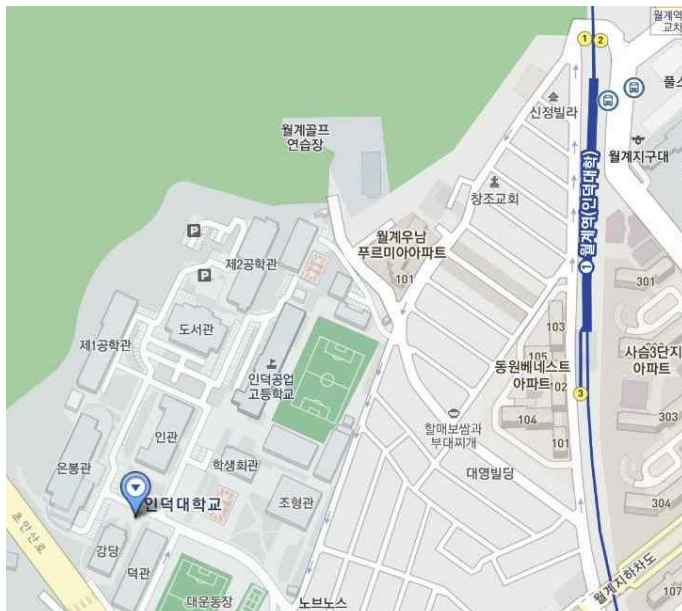 월계역
교차
1
2
풀스
신정빌라
월계골프
연습장
월계지구대
창조교회
월계역(인덕대학)
1
월계우남
푸르미아아파트
101
P
제2공학관
P
301
도서관
103
제1공학관
105
동원베네스트
아파트
사슴3단지
아파트
인덕공업
고등학교
102
3
303
할매보쌈과
부대찌개
104
101
인관
학생회관
대영빌딩
은봉관
304
조형관
인덕대학교
초안산로
강당
덕관
월계지하차도
107
대운동장
노브노스